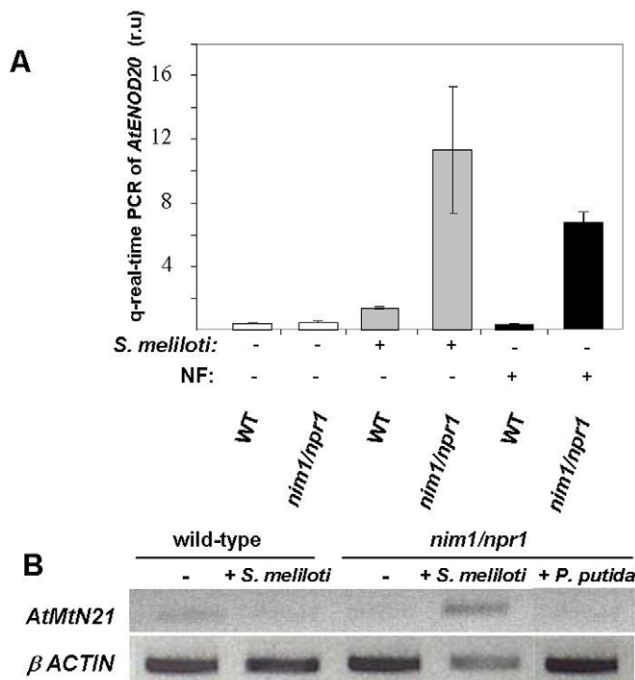 A
q-real-time PCR of AtENOD20 (r.u)
16
12
8
4
S. meliloti: - - + + - -
NF: - - - - + +
WT nim1/npr1 WT nim1/npr1 WT nim1/npr1
B
wild-type nim1/npr1
- + S. meliloti - + S. meliloti + P. putida
AtMtN21
β ACTIN